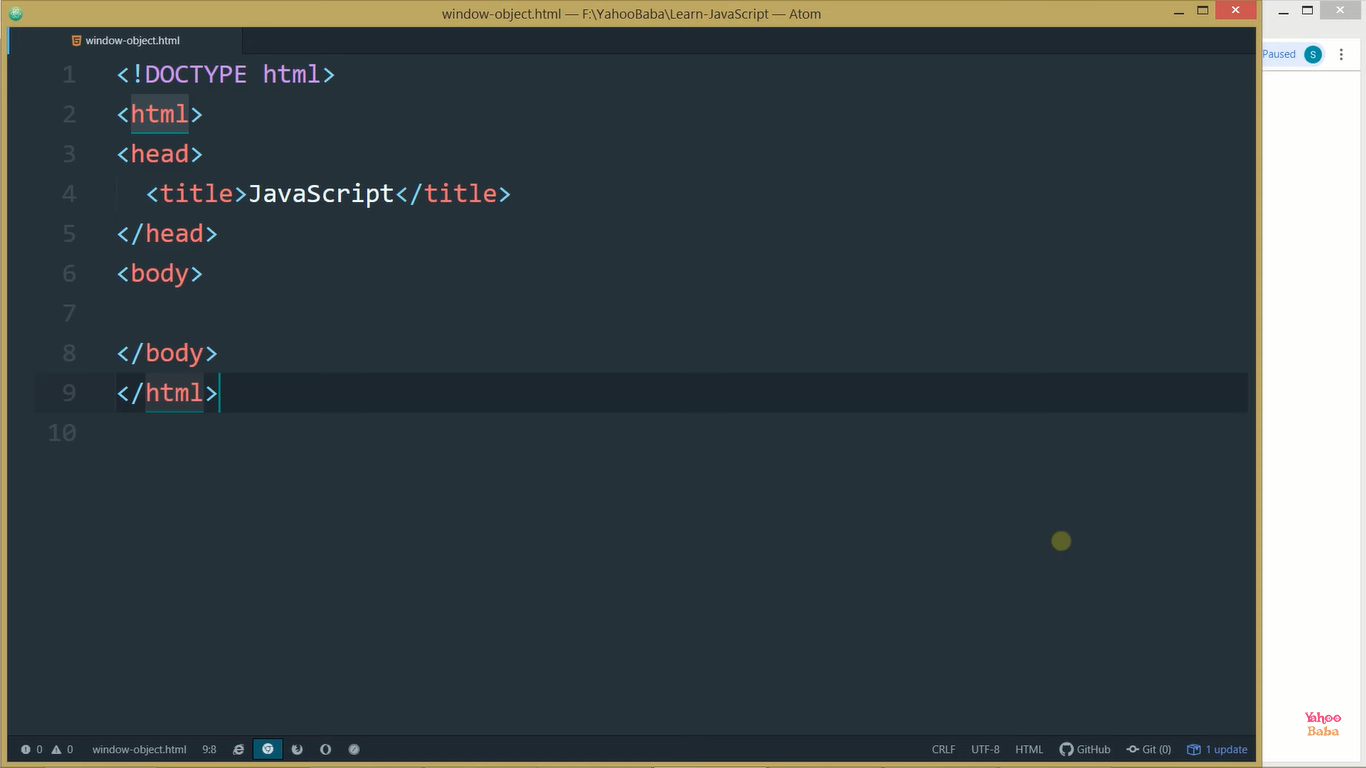 window-object.html — F:\YahooBaba\Learn-JavaScript — Atom
window-object.html
Paused S
1 <!DOCTYPE html>
2 <html>
3 <head>
4 <title>JavaScript</title>
5 </head>
6 <body>
7
8 </body>
9 </html>
10
Yahoo
Baba
0 0 window-object.html 9:8 CRLF UTF-8 HTML GitHub Git (0) 1 update